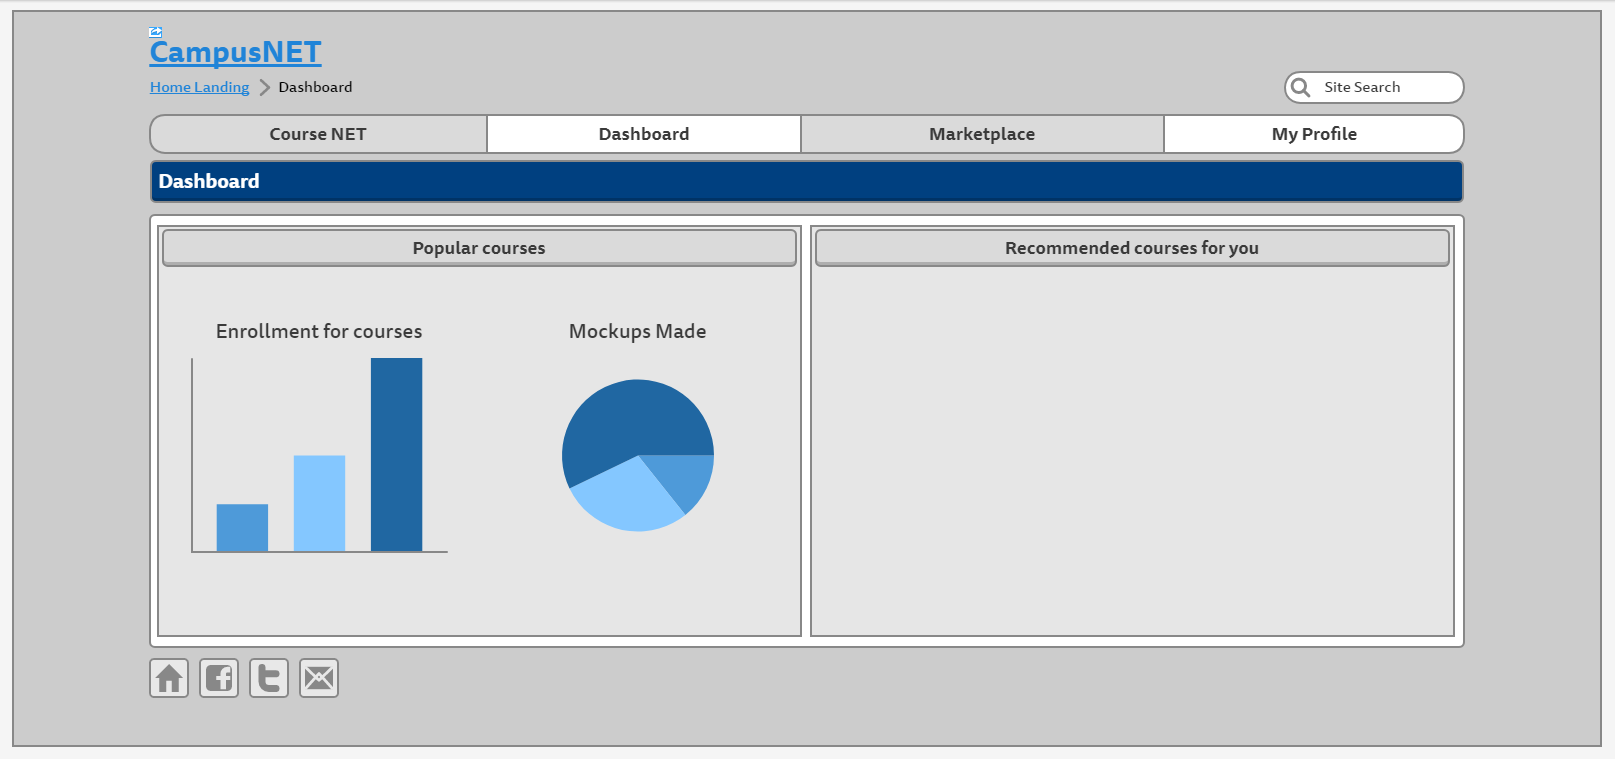 CampusNET
Home Landing Dashboard
Site Search
Course NET Dashboard Marketplace My Profile
Dashboard
Popular courses
Recommended courses for you
Enrollment for courses
Mockups Made